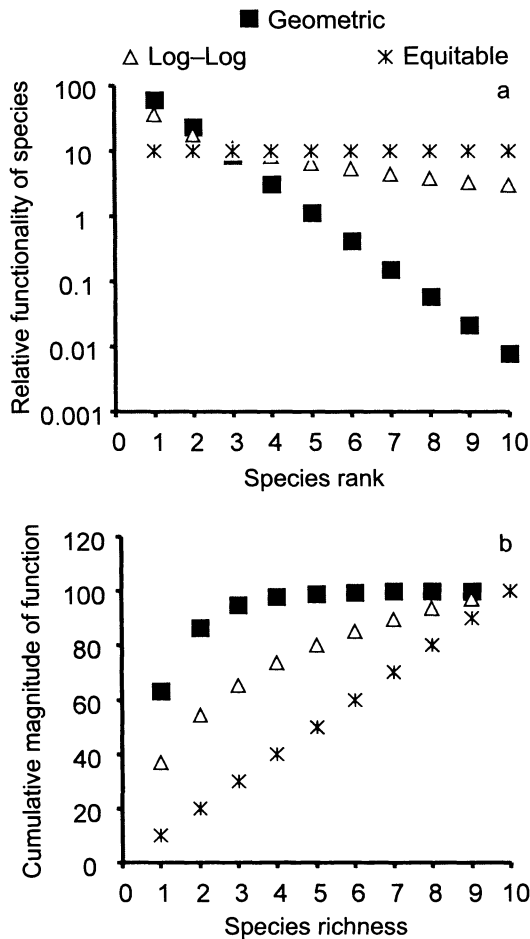 Geometric
Log–Log
Equitable
a
Relative functionality of species
100
10
1
0.1
0.01
0.001
0 1 2 3 4 5 6 7 8 9 10
Species rank
b
Cumulative magnitude of function
120
100
80
60
40
20
0
0 1 2 3 4 5 6 7 8 9 10
Species richness